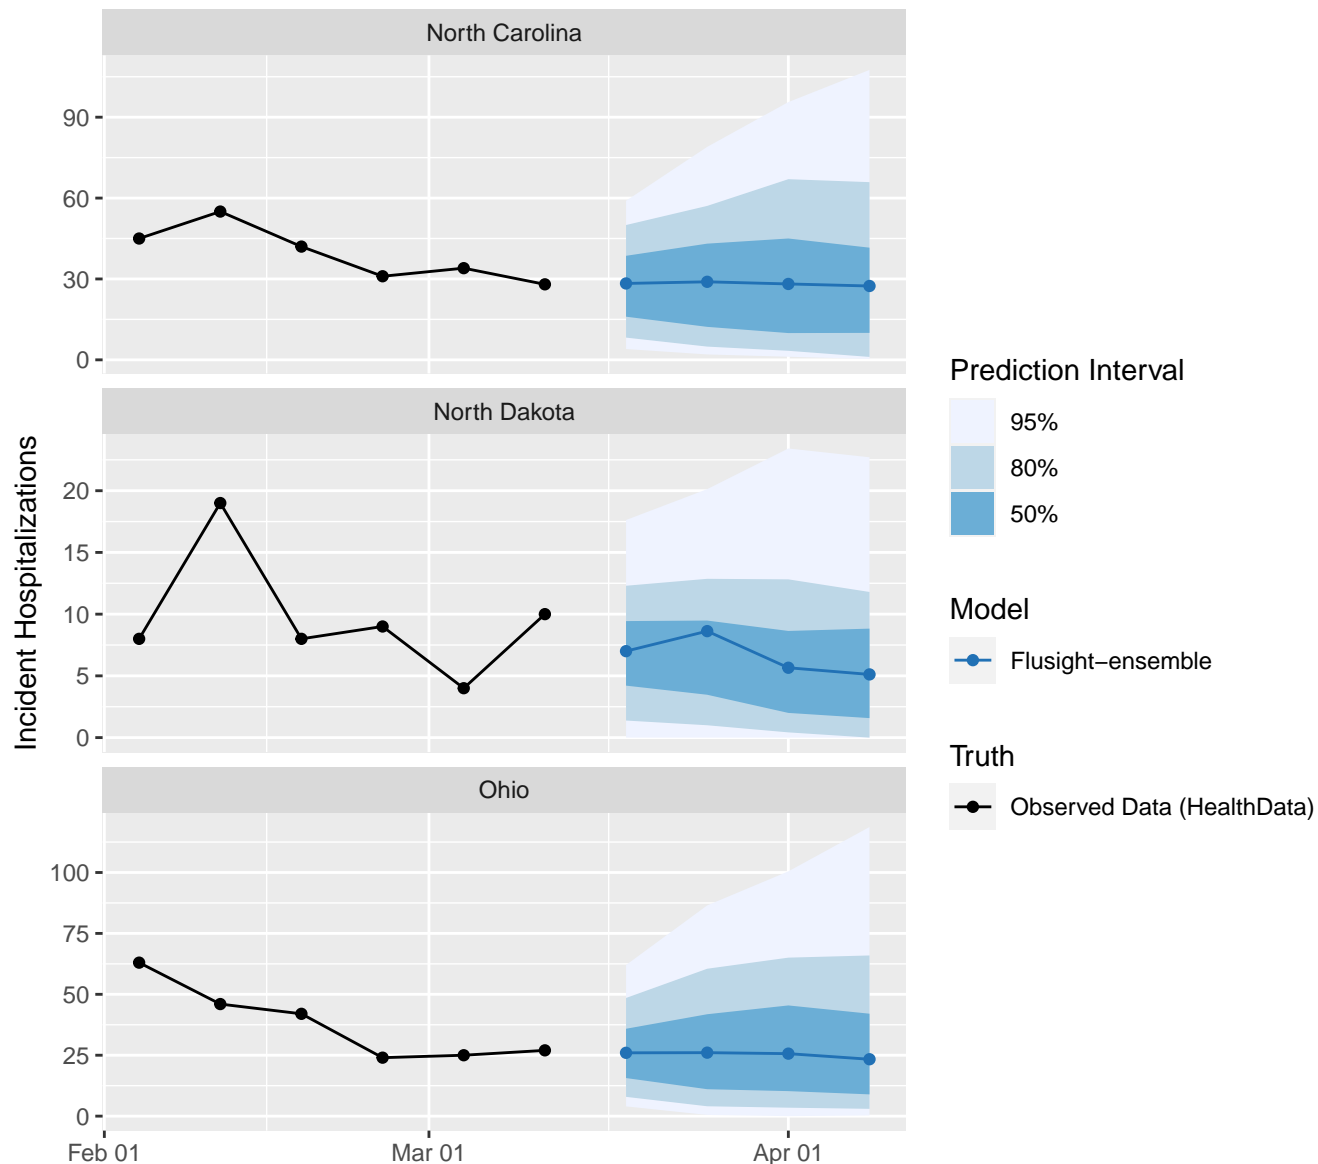 North Carolina
90
60
30
0
North Dakota
20
15
10
5
0
Ohio
100
75
50
25
0
Feb 01
Mar 01
Apr 01
Incident Hospitalizations
Prediction Interval
95%
80%
50%
Model
Flusight−ensemble
Truth
Observed Data (HealthData)